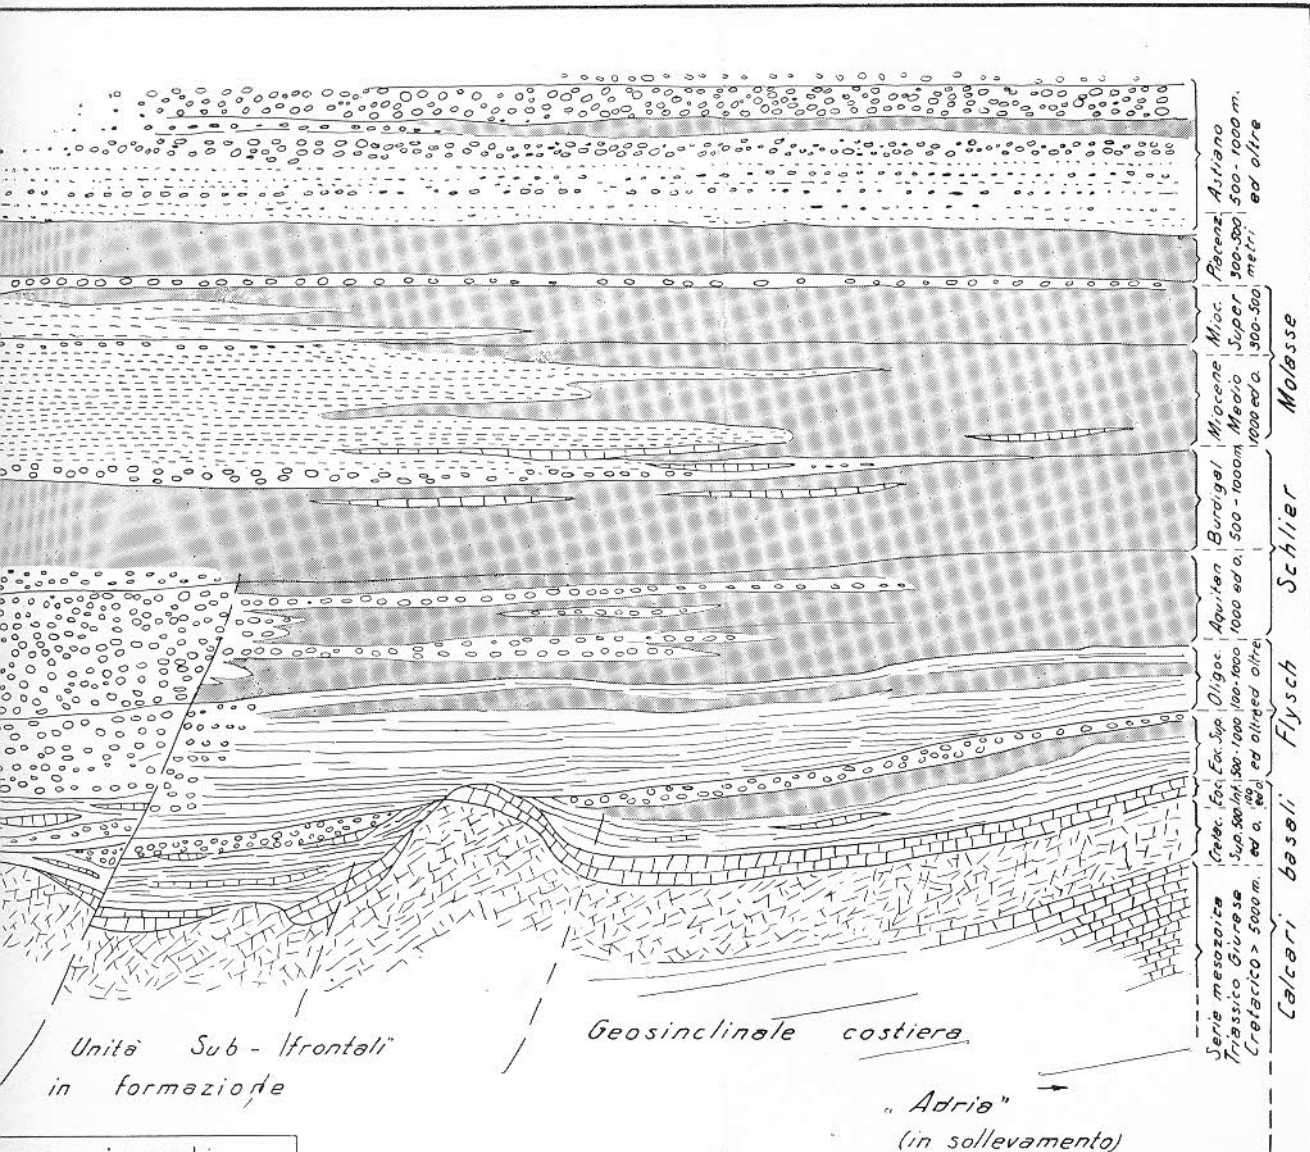 Astiano
500-1000 m.
ed oltre
Piacenz.
300-500
metri
Mioc.
Super
300-500
Miocene
Medio
1000 ed o.
Molasse
Burdigal
500-1000m.
Aquitan
1000 ed o.
Schlier
Oligoc.
100-1000
ed oltre
Eoc. Sup.
500-1000
ed oltre
Flysch
Cretac.
Sup. 500
ed o.
Eoc.
Inf.
100
ed o.
Serie mesozoica
Triassico Giurese
Cretacico > 5000 m.
Calcari basali
Unità Sub-frontali
in formazione
Geosinclinale costiera
„Adria"
(in sollevamento)